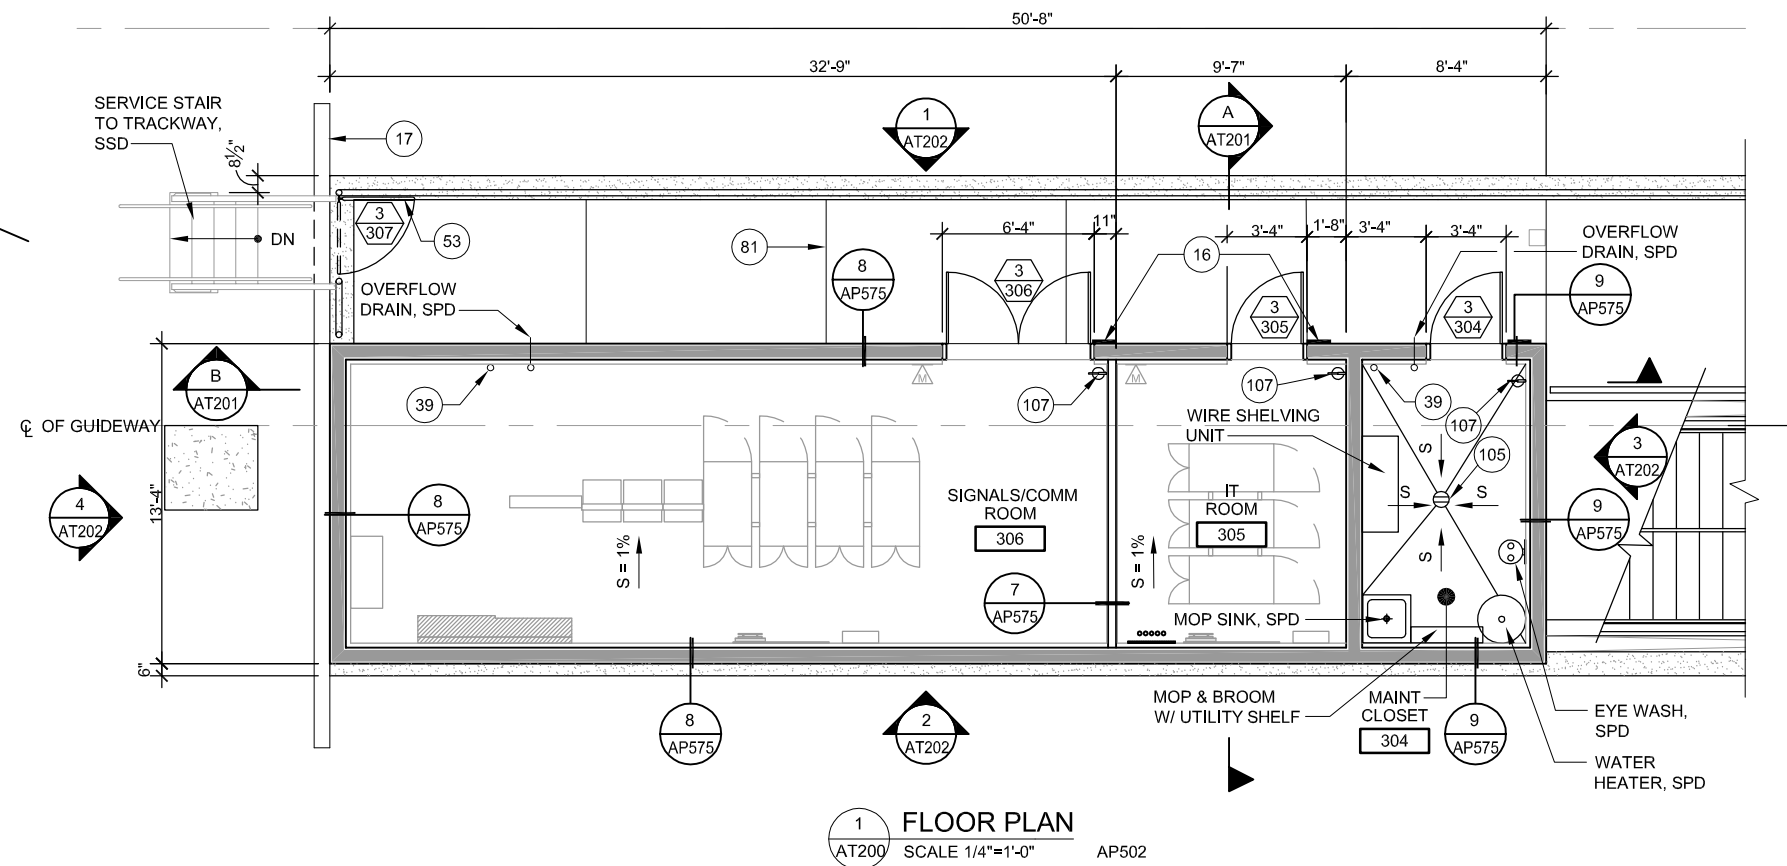 50'-8"
32'-9"
9'-7"
8'-4"
SERVICE STAIR
TO TRACKWAY,
SSD
8½"
17
1
AT202
A
AT201
DN
3
307
53
81
6'-4"
11"
3'-4"
1'-8"
3'-4"
3'-4"
OVERFLOW
DRAIN, SPD
16
8
AP575
3
306
3
305
3
304
9
AP575
OVERFLOW
DRAIN, SPD
B
AT201
39
M
107
M
107
39
107
℄ OF GUIDEWAY
WIRE SHELVING
UNIT
S
105
3
AT202
4
AT202
13'-4"
8
AP575
SIGNALS/COMM
ROOM
306
IT
ROOM
305
S
S
9
AP575
S = 1%
S = 1%
S
7
AP575
MOP SINK, SPD
6"
8
AP575
2
AT202
MOP & BROOM
W/ UTILITY SHELF
MAINT
CLOSET
304
9
AP575
EYE WASH,
SPD
WATER
HEATER, SPD
1
AT200
FLOOR PLAN
SCALE 1/4"=1'-0"
AP502